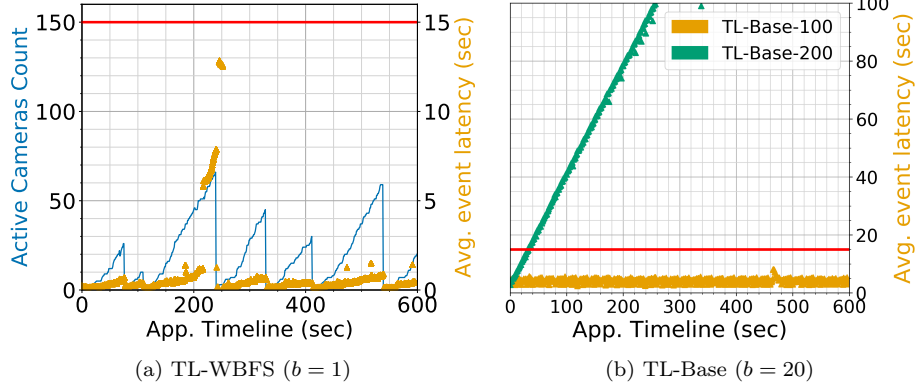 Active Cameras Count
150
100
50
0
15
10
5
0
Avg. event latency (sec)
0 200 400 600
App. Timeline (sec)
(a) TL-WBFS (b = 1)
TL-Base-100
TL-Base-200
100
80
60
40
20
0
Avg. event latency (sec)
0 100 200 300 400 500 600
App. Timeline (sec)
(b) TL-Base (b = 20)